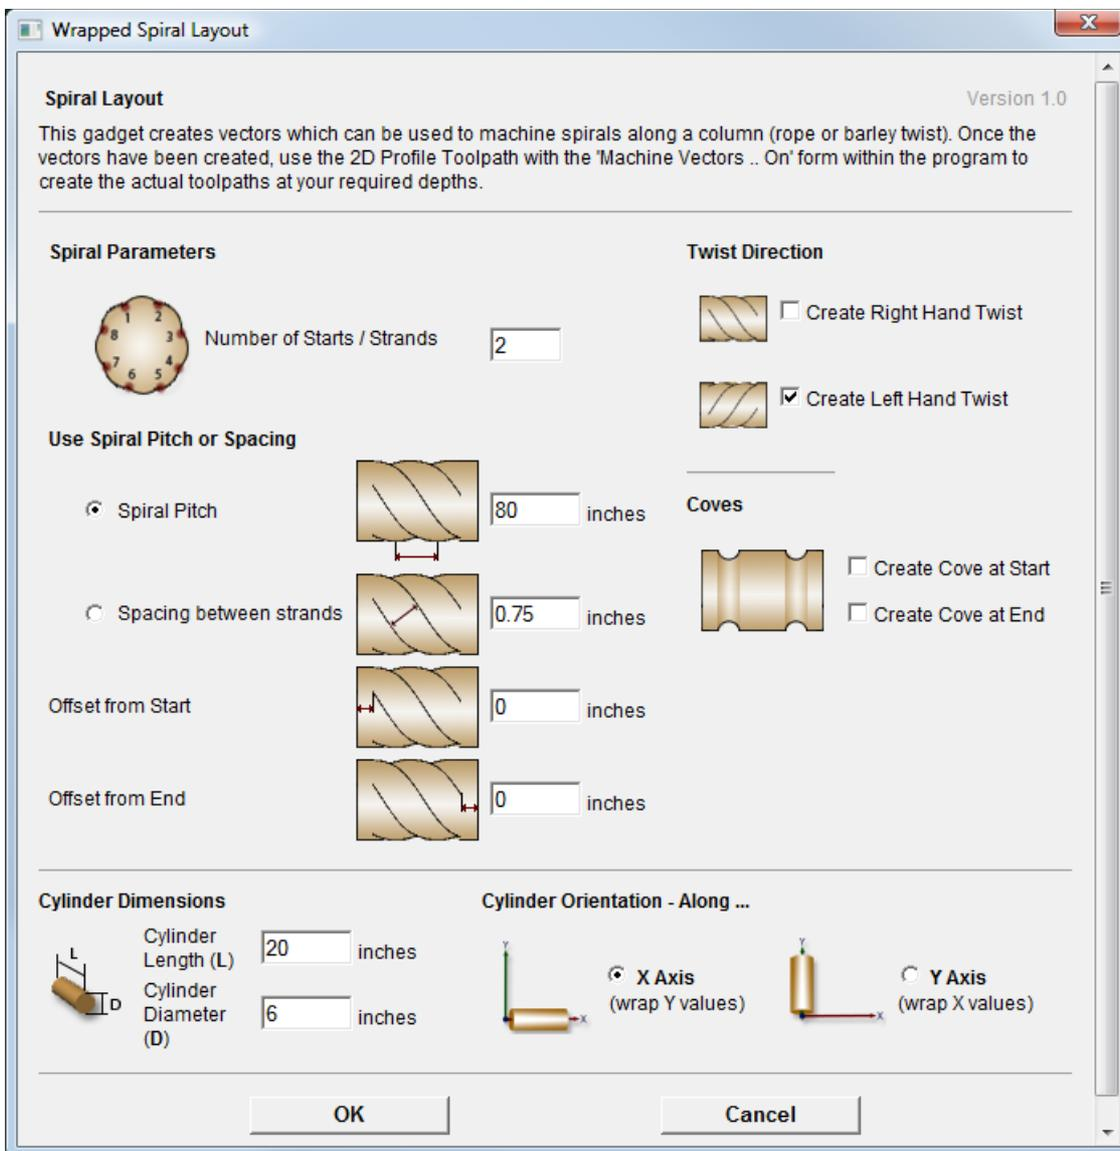 Wrapped Spiral Layout
Spiral Layout
Version 1.0
This gadget creates vectors which can be used to machine spirals along a column (rope or barley twist). Once the
vectors have been created, use the 2D Profile Toolpath with the 'Machine Vectors .. On' form within the program to
create the actual toolpaths at your required depths.
Spiral Parameters
1
2
3
4
5
6
7
8
Number of Starts / Strands
2
Twist Direction
Create Right Hand Twist
Create Left Hand Twist
Use Spiral Pitch or Spacing
Spiral Pitch
80
inches
Spacing between strands
0.75
inches
Offset from Start
0
inches
Offset from End
0
inches
Coves
Create Cove at Start
Create Cove at End
Cylinder Dimensions
L
D
Cylinder
Length (L)
20
inches
Cylinder
Diameter
(D)
6
inches
Cylinder Orientation - Along ...
Y
X
X Axis
(wrap Y values)
Y
X
Y Axis
(wrap X values)
OK
Cancel